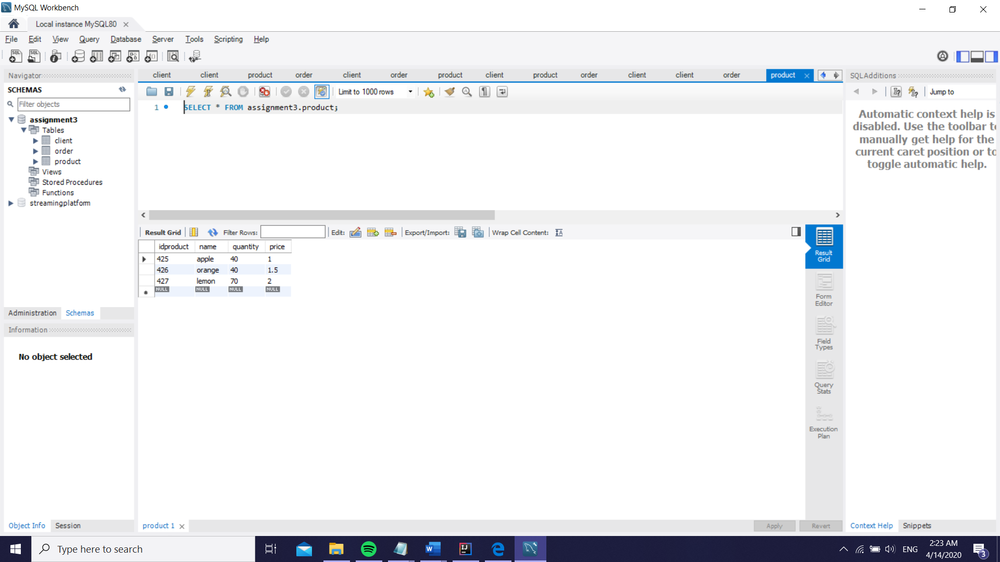 MySQL Workbench
Local instance MySQL80
File Edit View Query Database Server Tools Scripting Help
Navigator
SCHEMAS
Filter objects
assignment3
Tables
client
order
product
Views
Stored Procedures
Functions
streamingplatform
Administration Schemas
Information
No object selected
Object Info Session
client client product order client order product client product order client client order product
Limit to 1000 rows
1 SELECT * FROM assignment3.product;
Result Grid Filter Rows: Edit: Export/Import: Wrap Cell Content:
idproduct name quantity price
425 apple 40 1
426 orange 40 1.5
427 lemon 70 2
NULL NULL NULL NULL
Result
Grid
Form
Editor
Field
Types
Query
Stats
Execution
Plan
product 1
Apply Revert
SQLAdditions
Jump to
Automatic context help is
disabled. Use the toolbar to
manually get help for the
current caret position or to
toggle automatic help.
Context Help Snippets
Type here to search
ENG
2:23 AM
4/14/2020
3